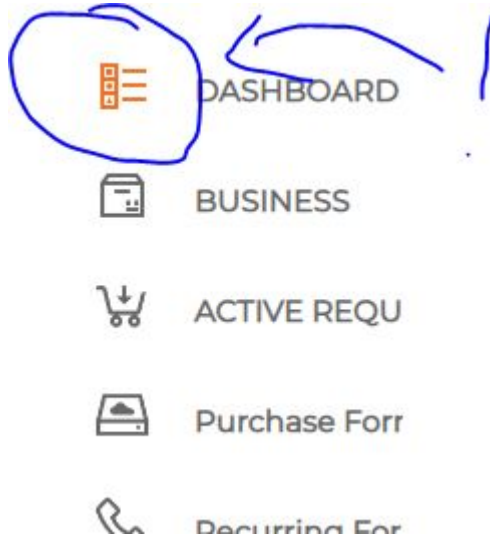 DASHBOARD
BUSINESS
ACTIVE REQU
Purchase Forr
Recurring For